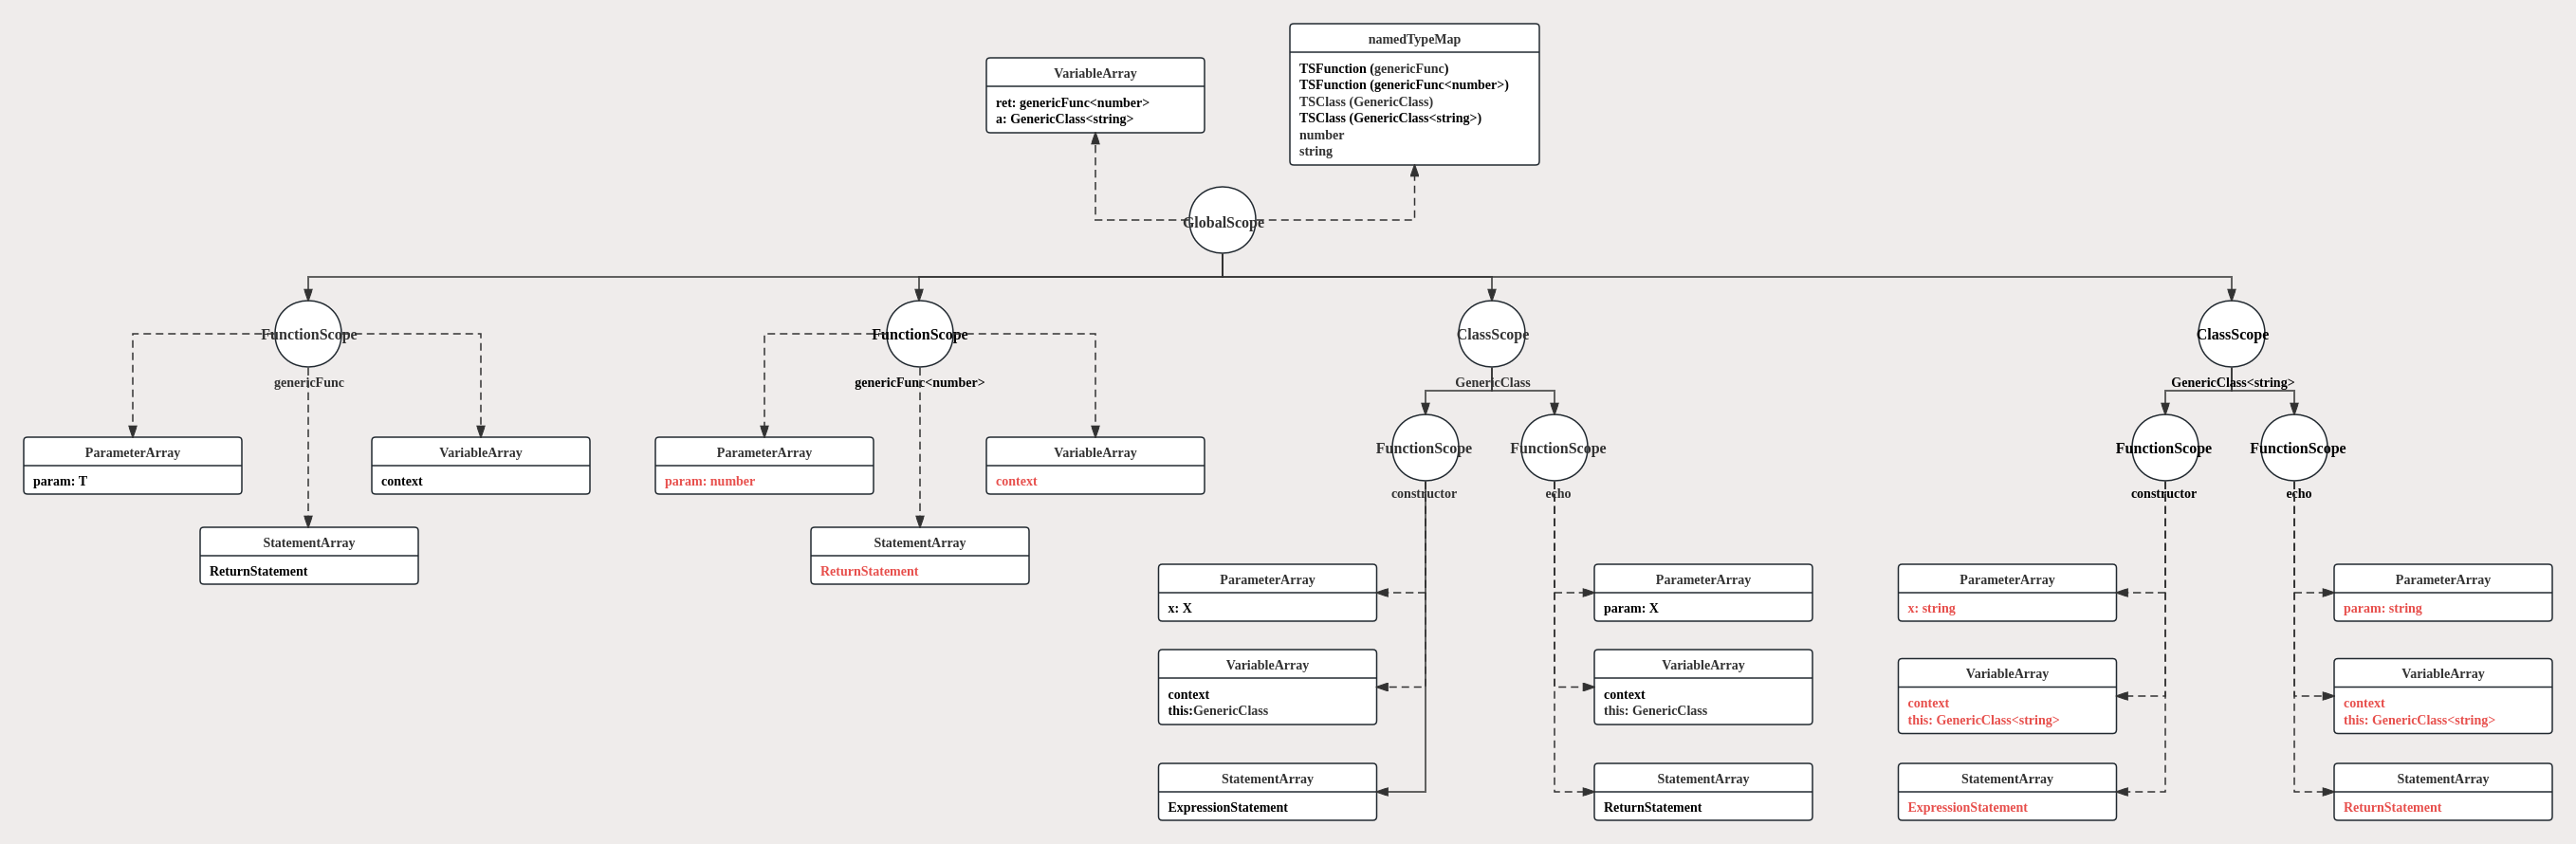 namedTypeMap
TSFunction (genericFunc)
TSFunction (genericFunc<number>)
TSClass (GenericClass)
TSClass (GenericClass<string>)
number
string
VariableArray
ret: genericFunc<number>
a: GenericClass<string>
GlobalScope
FunctionScope
genericFunc
ParameterArray
param: T
VariableArray
context
StatementArray
ReturnStatement
FunctionScope
genericFunc<number>
ParameterArray
param: number
VariableArray
context
StatementArray
ReturnStatement
ClassScope
GenericClass
FunctionScope
constructor
ParameterArray
x: X
VariableArray
context
this:GenericClass
StatementArray
ExpressionStatement
FunctionScope
echo
ParameterArray
param: X
VariableArray
context
this: GenericClass
StatementArray
ReturnStatement
ClassScope
GenericClass<string>
FunctionScope
constructor
ParameterArray
x: string
VariableArray
context
this: GenericClass<string>
StatementArray
ExpressionStatement
FunctionScope
echo
ParameterArray
param: string
VariableArray
context
this: GenericClass<string>
StatementArray
ReturnStatement